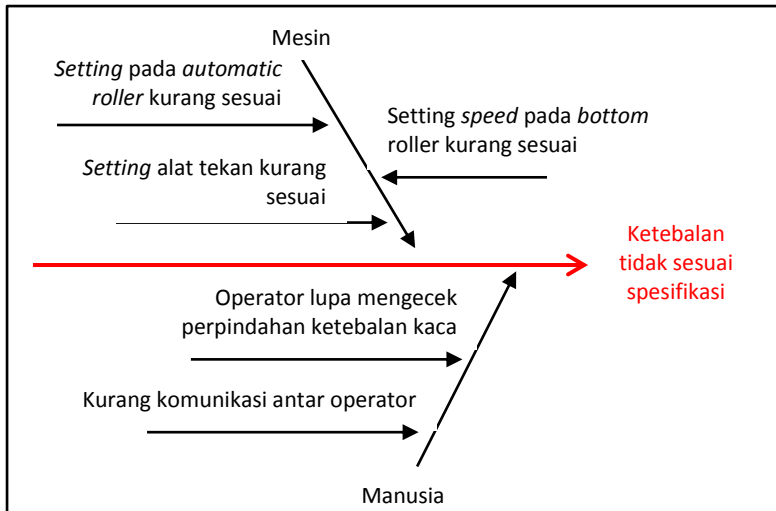 Mesin
Setting pada automatic
roller kurang sesuai
Setting speed pada bottom
roller kurang sesuai
Setting alat tekan kurang
sesuai
Ketebalan
tidak sesuai
spesifikasi
Operator lupa mengecek
perpindahan ketebalan kaca
Kurang komunikasi antar operator
Manusia